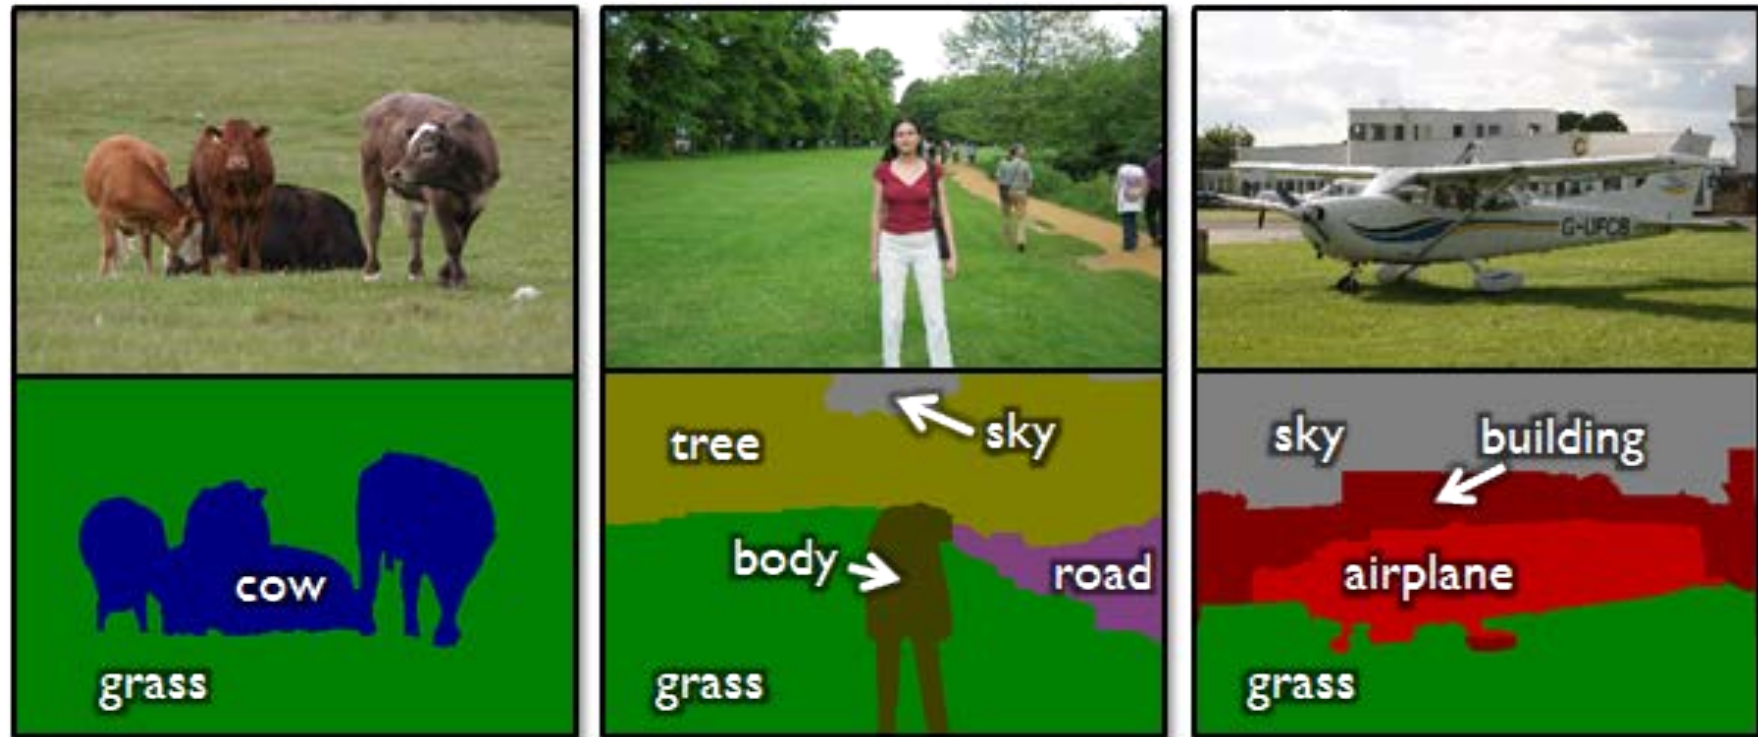 G-UFCB
cow
grass
tree
sky
body
road
grass
sky
building
airplane
grass